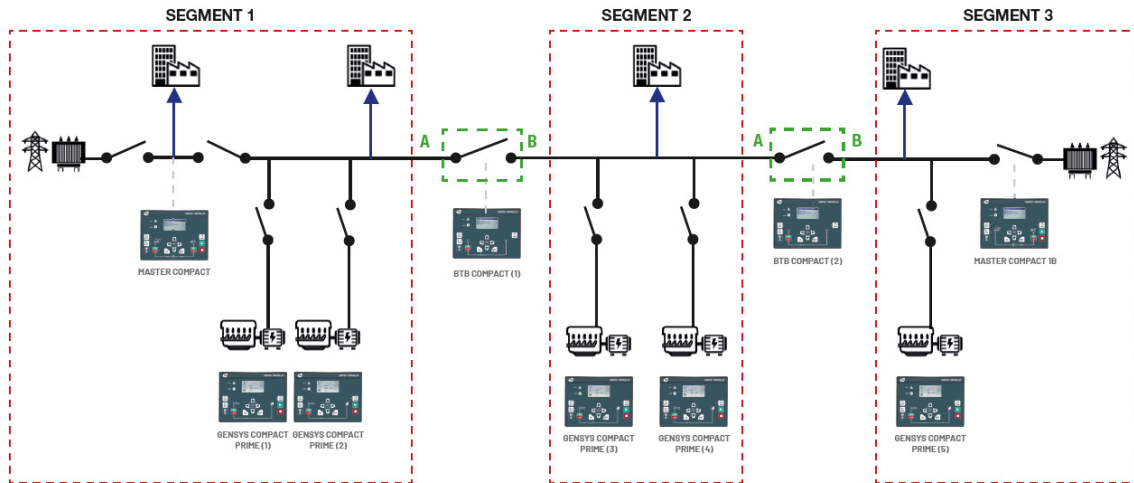 SEGMENT 1
SEGMENT 2
SEGMENT 3
A
B
A
B
MASTER COMPACT
BTB COMPACT (1)
BTB COMPACT (2)
MASTER COMPACT 1B
GENSYS COMPACT
PRIME (1)
GENSYS COMPACT
PRIME (2)
GENSYS COMPACT
PRIME (3)
GENSYS COMPACT
PRIME (4)
GENSYS COMPACT
PRIME (5)